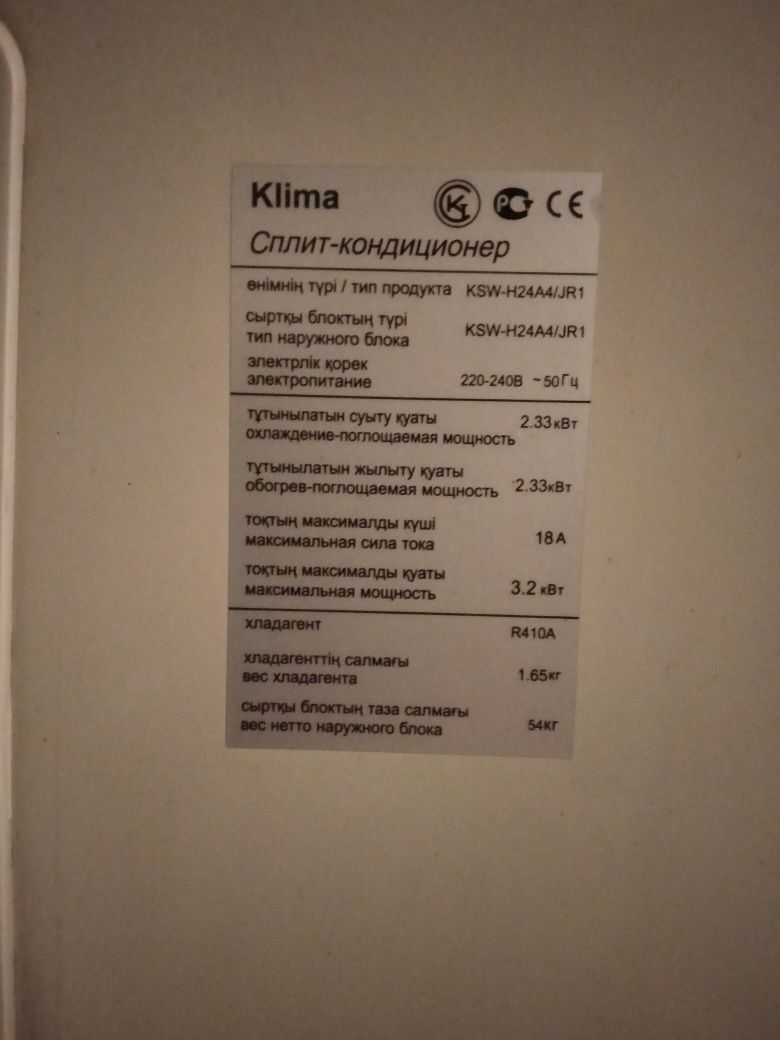 Klima
Сплит-кондиционер
өнімнің түрі / тип продукта KSW-H24A4/JR1
сыртқы блоктың түрі
тип наружного блока KSW-H24A4/JR1
электрлік қорек
электропитание 220-240В ~50Гц
тұтынылатын суыту қуаты 2.33кВт
охлаждение-поглощаемая мощность
тұтынылатын жылыту қуаты
обогрев-поглощаемая мощность 2.33кВт
тоқтың максималды күші
максимальная сила тока 18А
тоқтың максималды қуаты
максимальная мощность 3.2 кВт
хладагент R410A
хладагенттің салмағы
вес хладагента 1.65кг
сыртқы блоктың таза салмағы
вес нетто наружного блока 54кг